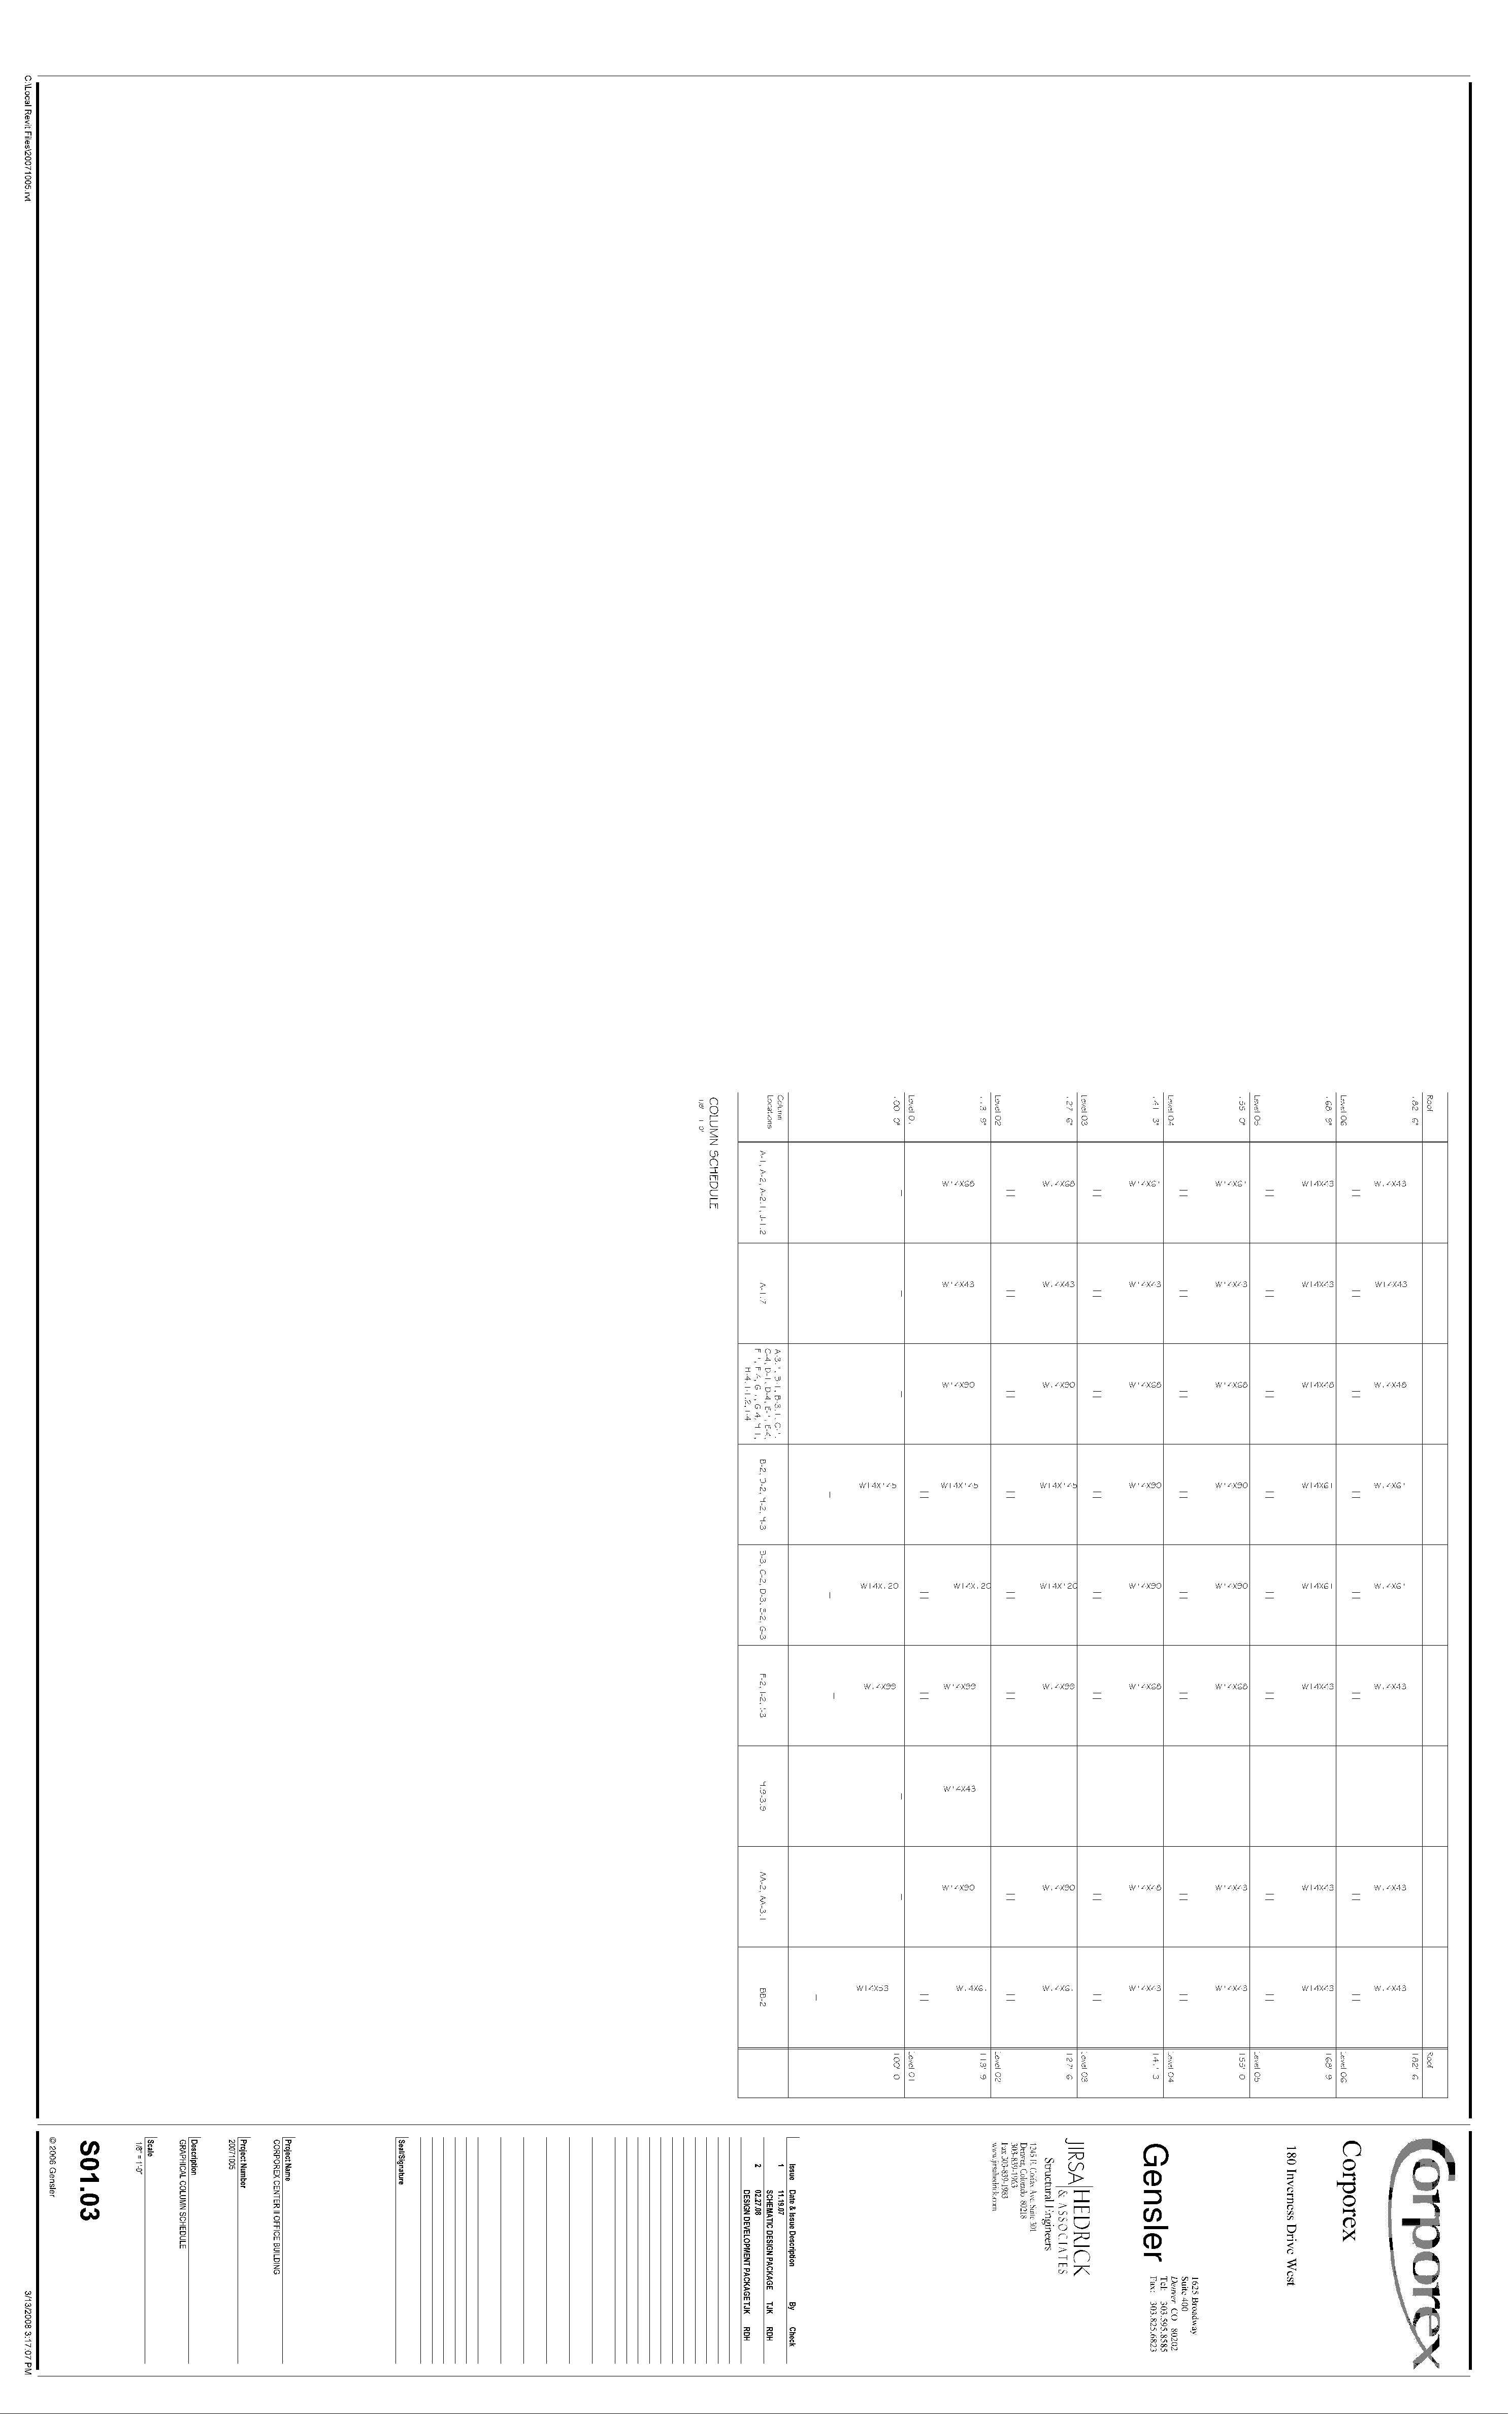 Roof
182' - 6"
Level 06
168' - 9"
Level 05
155' - 0"
Level 04
141' - 3"
Level 03
127' - 6"
Level 02
113' - 9"
Level 01
100' - 0"
Column
Locations
W14X43 W14X43 W14X48 W14X61 W14X61 W14X43 W14X43 W14X43
W14X43 W14X43 W14X48 W14X61 W14X61 W14X43 W14X43 W14X43
W14X61 W14X43 W14X68 W14X90 W14X90 W14X68 W14X43 W14X43
W14X61 W14X43 W14X68 W14X90 W14X90 W14X68 W14X48 W14X43
W14X68 W14X43 W14X90 W14X145 W14X120 W14X99 W14X90 W14X61
W14X68 W14X43 W14X90 W14X145 W14X120 W14X99 W14X43 W14X90 W14X61
W14X145 W14X120 W14X99 W14X53
A-1, A-2, A-2.1, J-1.2
A-1.7
A-3.1, B-1, B-3.1, C-1,
C-4, D-1, D-4, E-1, E-4,
F-1, F-4, G-1, G-4, H-1,
H-4, I-1.2, I-4
B-2, D-2, H-2, H-3
B-3, C-2, D-3, E-2, G-3
F-2, I-2, I-3
H.9-3.9
AA-2, AA-3.1
BB-2
Roof
182' - 6
Level 06
168' - 9
Level 05
155' - 0
Level 04
141' - 3
Level 03
127' - 6
Level 02
113' - 9
Level 01
100' - 0
COLUMN SCHEDULE
1/8" = 1'-0"
Corporex
Corporex
180 Inverness Drive West
Gensler
1625 Broadway
Suite 400
Denver CO 80202
Tel: 303.595.8585
Fax: 303.825.6823
JIRSA HEDRICK
& ASSOCIATES
Structural Engineers
Denver, Colorado 80218
303-839-1963
Fax 303-839-1983
www.jirsahedrick.com
Issue Date & Issue Description By Check
1 11.19.07
SCHEMATIC DESIGN PACKAGE TJK RDH
2 02.27.08
DESIGN DEVELOPMENT PACKAGE TJK RDH
Seal/Signature
Project Name
CORPOREX CENTER II OFFICE BUILDING
Project Number
20071005
Description
GRAPHICAL COLUMN SCHEDULE
Scale
1/8" = 1'-0"
S01.03
© 2006 Gensler
C:\Local Revit Files\20071005.rvt
3/13/2008 3:17:07 PM